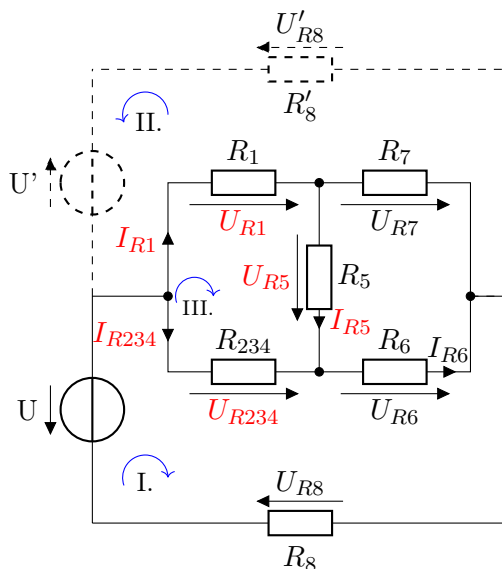 U'R8
R'8
II.
U'
R1
R7
UR1
UR7
IR1
UR5
R5
III.
IR234
IR5
R234
R6
IR6
UR234
UR6
U
I.
UR8
R8